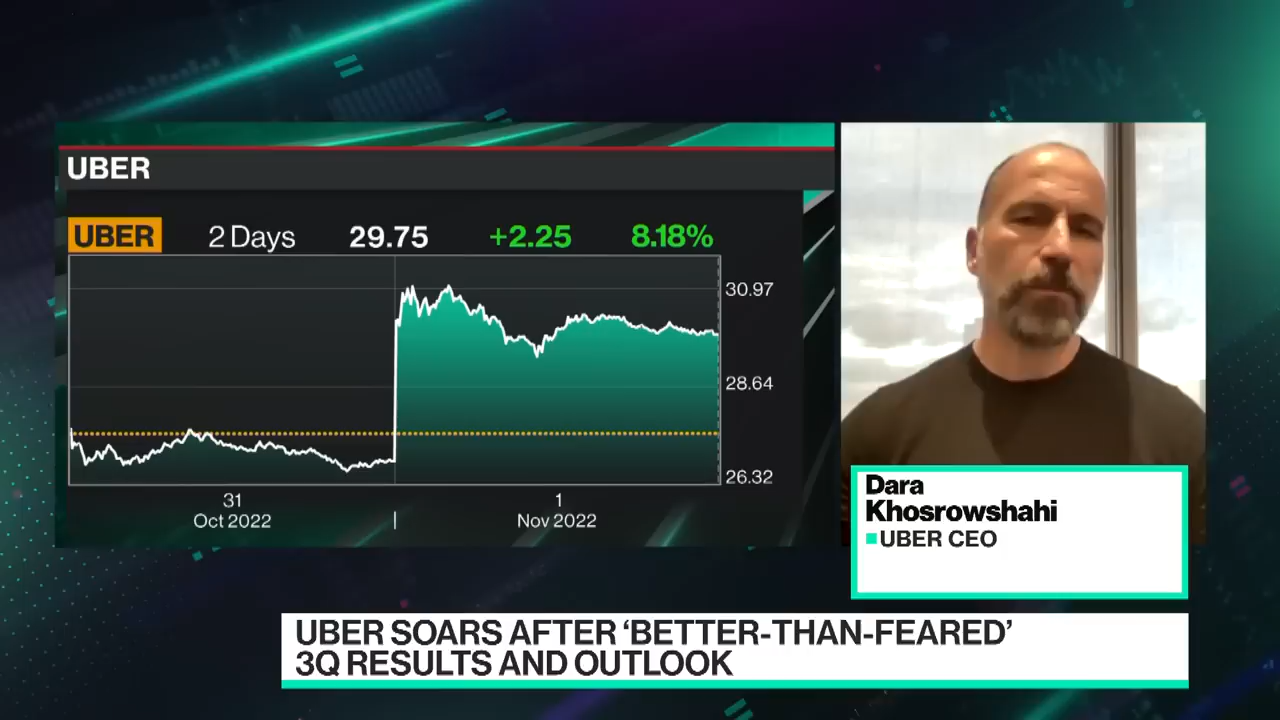 UBER
UBER 2 Days 29.75 +2.25 8.18%
30.97
28.64
26.32
31 1
Oct 2022 | Nov 2022
Dara
Khosrowshahi
UBER CEO
UBER SOARS AFTER ‘BETTER-THAN-FEARED’
3Q RESULTS AND OUTLOOK